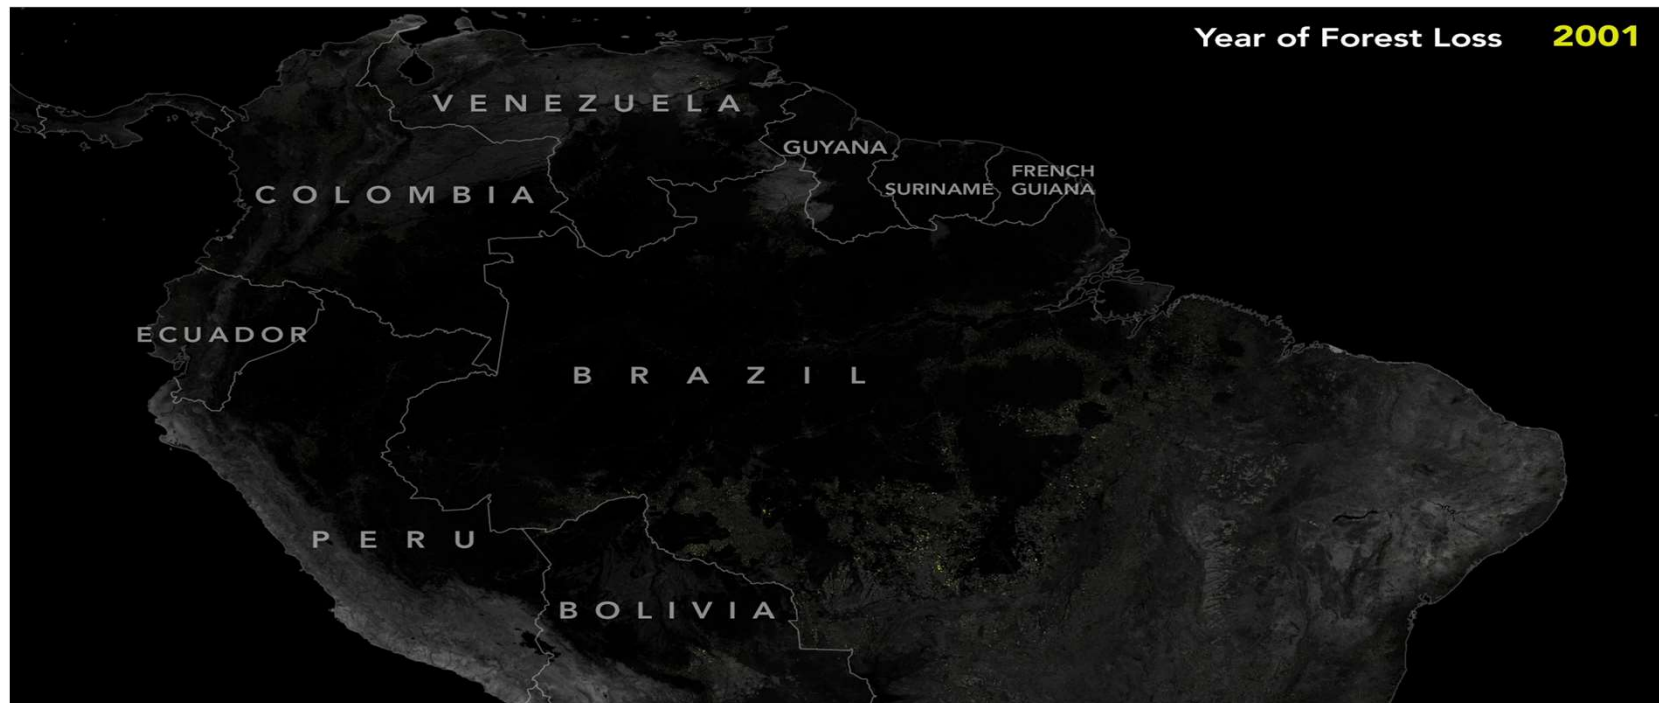 Year of Forest Loss 2001
VENEZUELA
GUYANA
FRENCH
SURINAME GUIANA
COLOMBIA
ECUADOR
BRAZIL
PERU
BOLIVIA